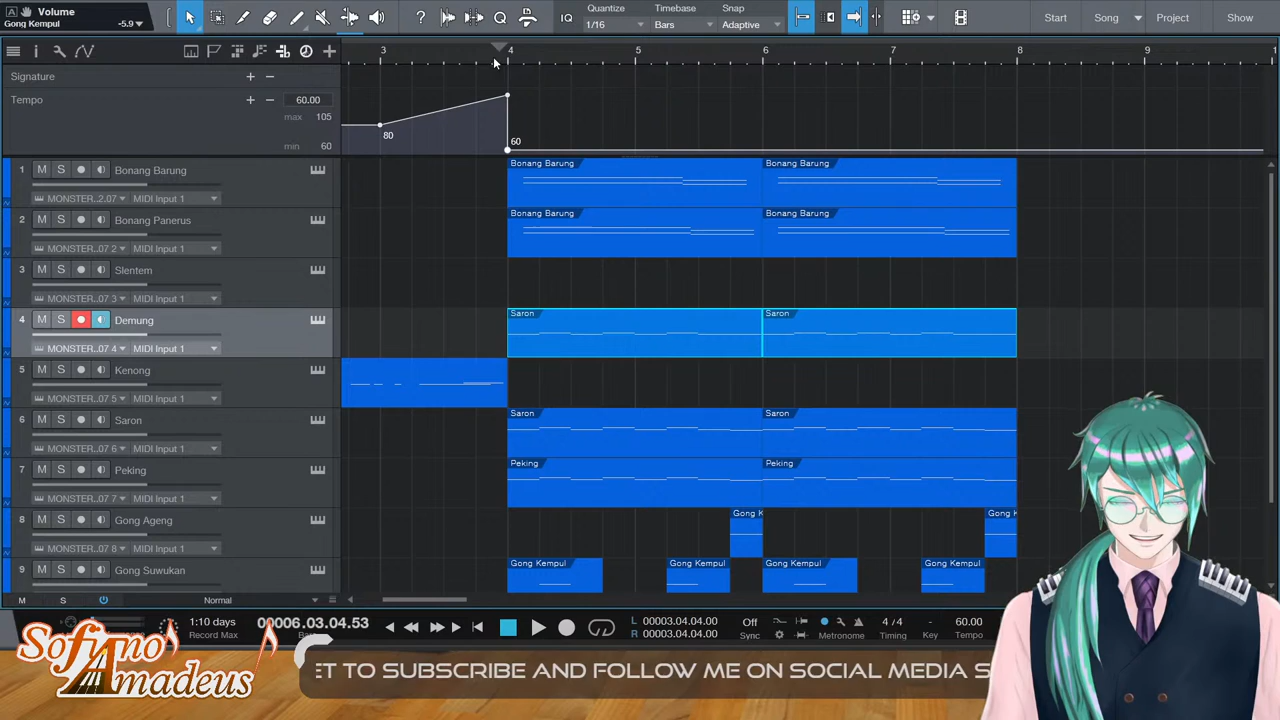 Volume
Gong Kempul -5.9
IQ Quantize 1/16 Timebase Bars Snap Adaptive Start Song Project Show
3 4 5 6 7 8 9 1
Signature
Tempo 60.00
max 105
min 60
80 60
1 M S Bonang Barung
MONSTER..2.07 MIDI Input 1
Bonang Barung Bonang Barung
2 M S Bonang Panerus
MONSTER...07 2 MIDI Input 1
Bonang Barung Bonang Barung
3 M S Slentem
MONSTER...07 3 MIDI Input 1
4 M S Demung
MONSTER...07 4 MIDI Input 1
Saron Saron
5 M S Kenong
MONSTER...07 5 MIDI Input 1
6 M S Saron
MONSTER...07 6 MIDI Input 1
Saron Saron
7 M S Peking
MONSTER...07 7 MIDI Input 1
Peking Peking
8 M S Gong Ageng
MONSTER...07 8 MIDI Input 1
Gong K Gong K
9 M S Gong Suwukan
Gong Kempul Gong Kempul Gong Kempul Gong Kempul
M S Normal
1:10 days
Record Max
00006.03.04.53
L 00003.04.04.00
R 00003.04.04.00
Off
Sync
Metronome
Timing
4 / 4
-
Key
60.00
Tempo
Sofiano
Amadeus
ET TO SUBSCRIBE AND FOLLOW ME ON SOCIAL MEDIA S